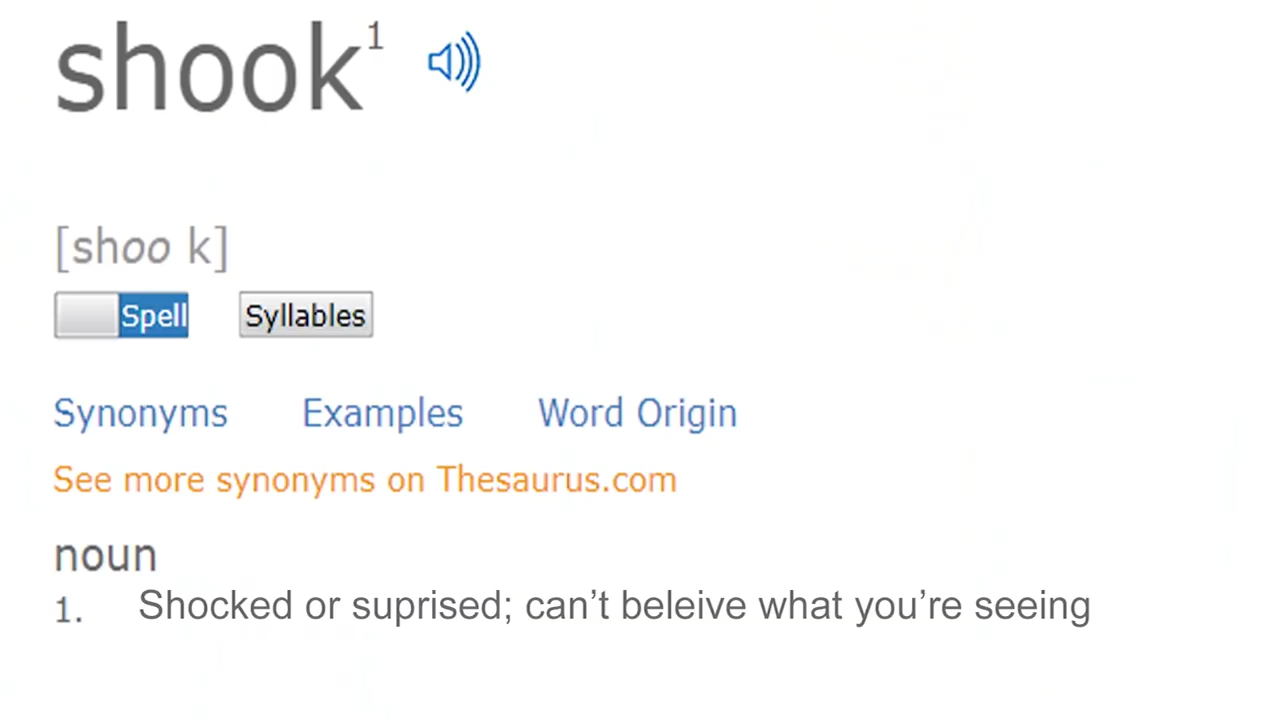 shook1
[shoo k]
Spell Syllables
Synonyms Examples Word Origin
See more synonyms on Thesaurus.com
noun
1. Shocked or suprised; can’t beleive what you’re seeing